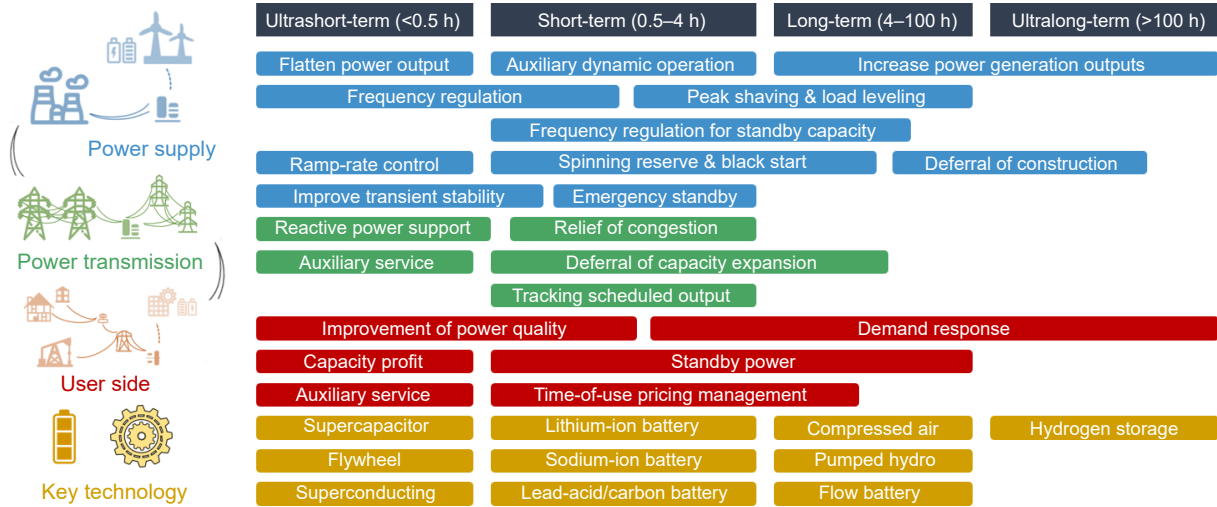 Ultrashort-term (<0.5 h)
Short-term (0.5–4 h)
Long-term (4–100 h)
Ultralong-term (>100 h)
Power supply
Flatten power output
Auxiliary dynamic operation
Increase power generation outputs
Frequency regulation
Peak shaving & load leveling
Frequency regulation for standby capacity
Ramp-rate control
Spinning reserve & black start
Deferral of construction
Improve transient stability
Emergency standby
Power transmission
Reactive power support
Relief of congestion
Auxiliary service
Deferral of capacity expansion
Tracking scheduled output
User side
Improvement of power quality
Demand response
Capacity profit
Standby power
Auxiliary service
Time-of-use pricing management
Key technology
Supercapacitor
Lithium-ion battery
Compressed air
Hydrogen storage
Flywheel
Sodium-ion battery
Pumped hydro
Superconducting
Lead-acid/carbon battery
Flow battery